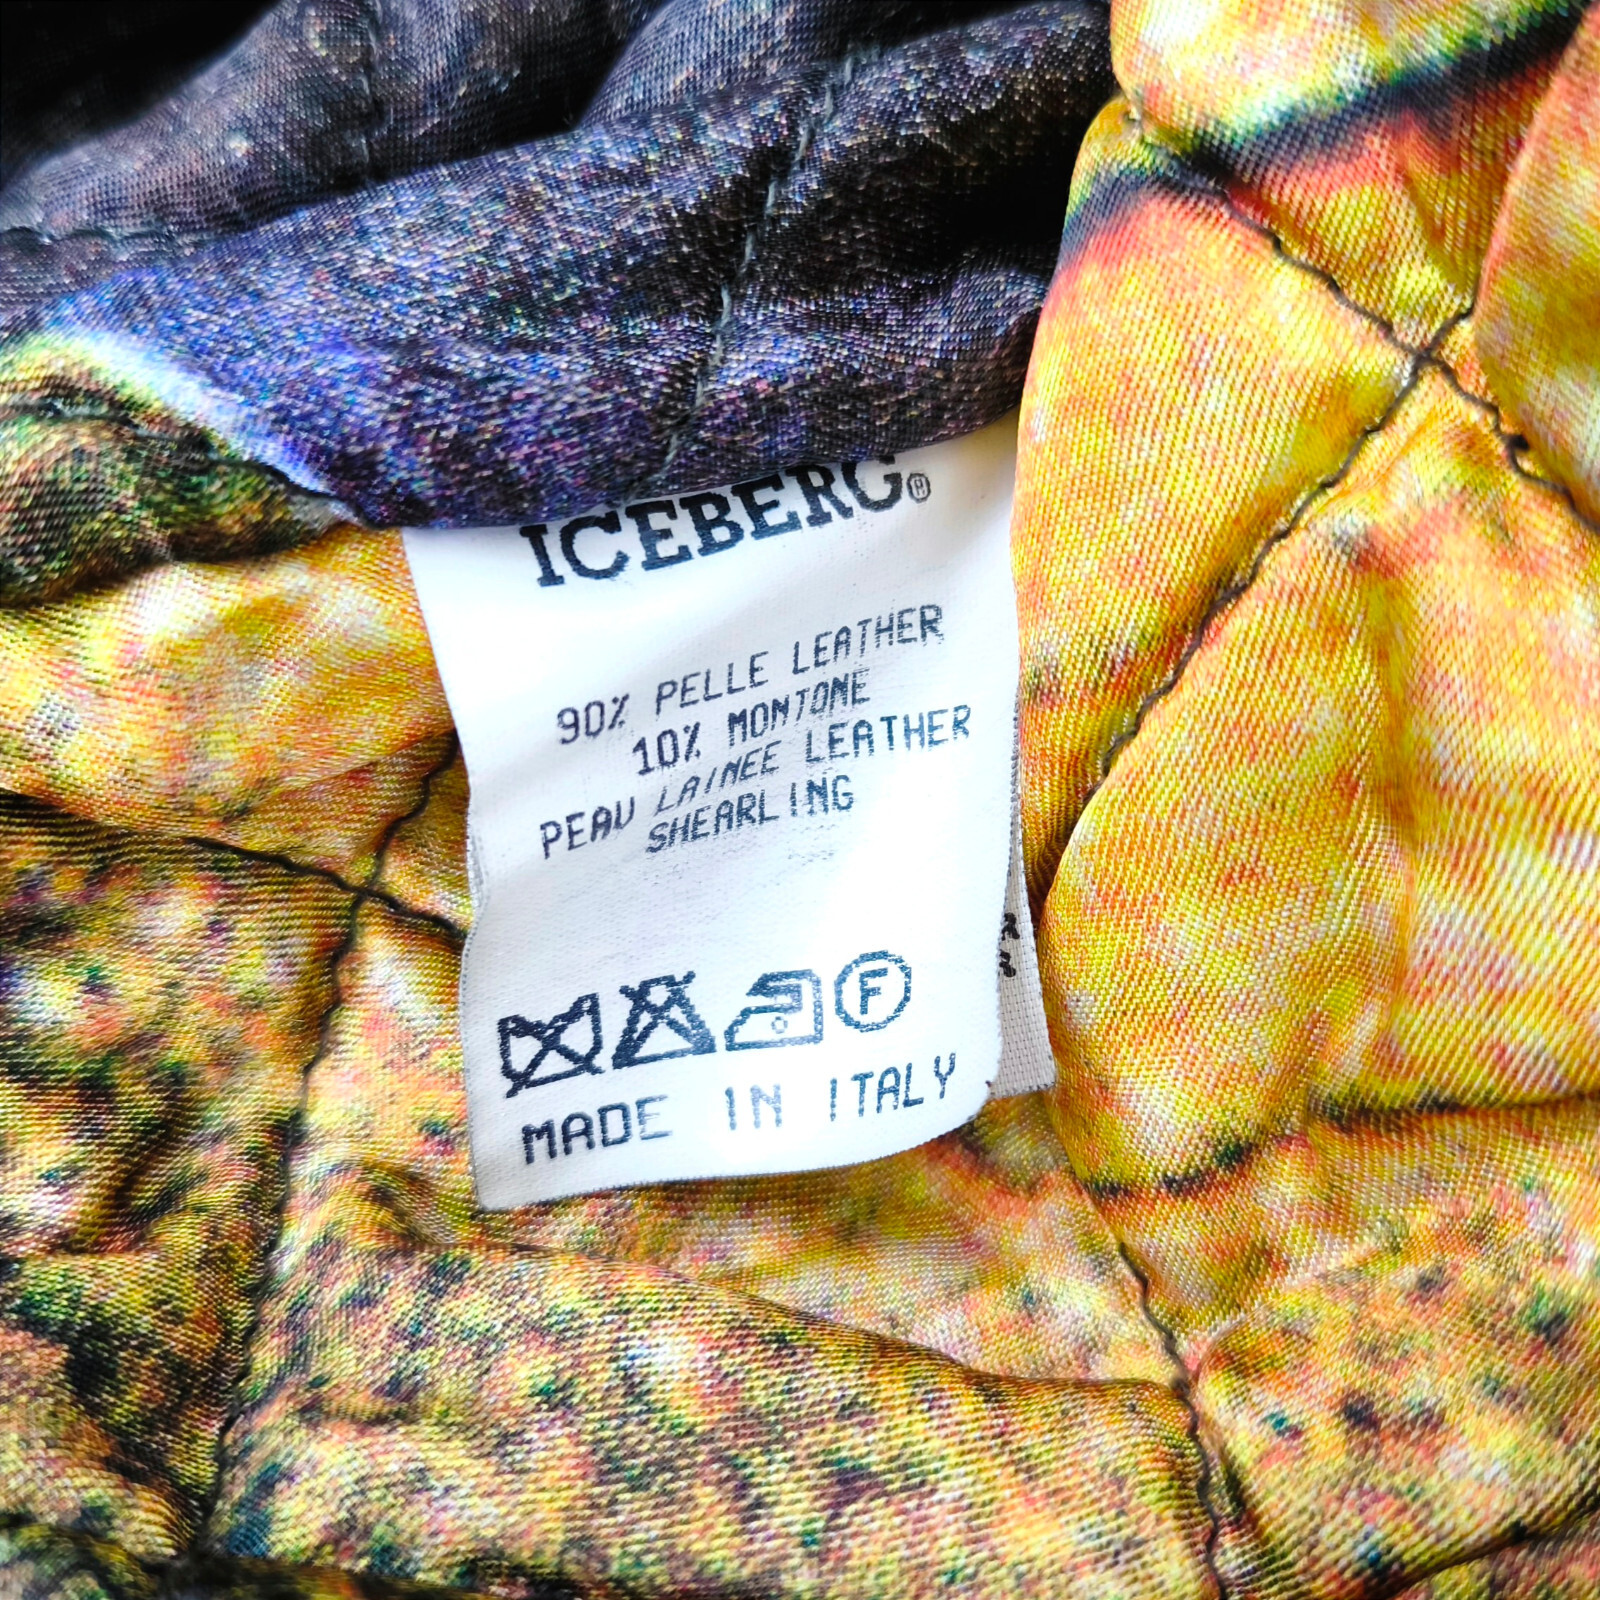 ICEBERG®
90% PELLE LEATHER
10% MONTONE
PEAU LAINEE LEATHER
SHEARLING
F
MADE IN ITALY